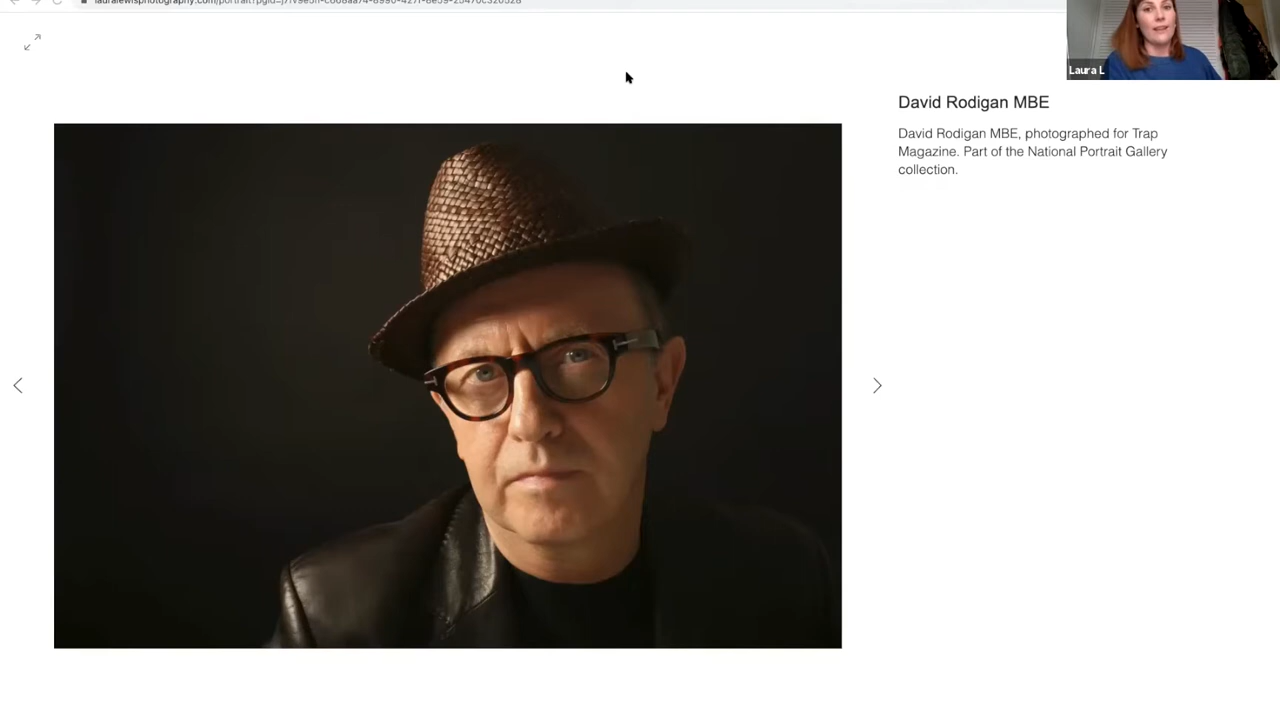 Laura L
David Rodigan MBE
David Rodigan MBE, photographed for Trap
Magazine. Part of the National Portrait Gallery
collection.